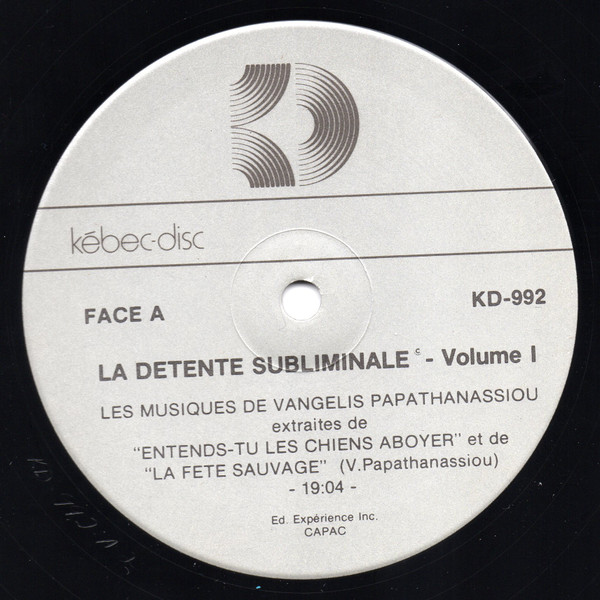 kébec-disc
FACE A
KD-992
LA DETENTE SUBLIMINALE c - Volume I
LES MUSIQUES DE VANGELIS PAPATHANASSIOU
extraites de
"ENTENDS-TU LES CHIENS ABOYER" et de
"LA FETE SAUVAGE" (V.Papathanassiou)
- 19:04 -
Ed. Expérience Inc.
CAPAC